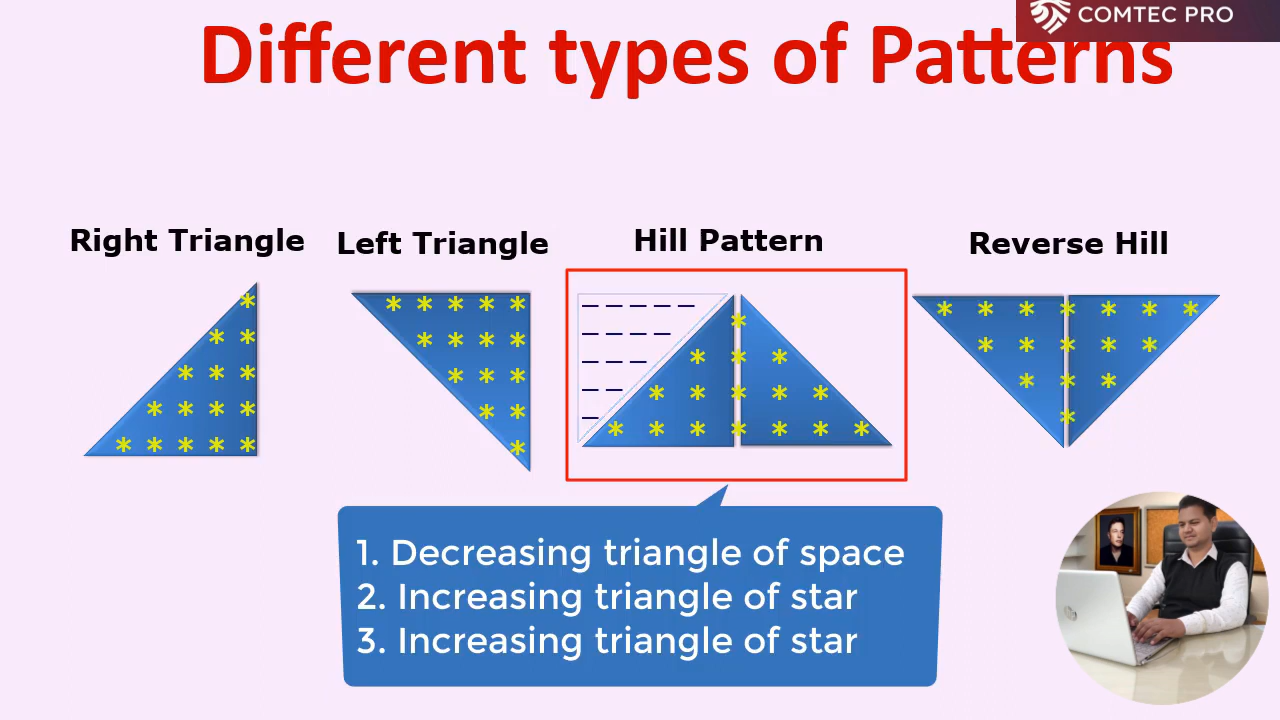 COMTEC PRO
Different types of Patterns
Right Triangle
Left Triangle
Hill Pattern
Reverse Hill
*
* *
* * *
* * * *
* * * * *
* * * * *
* * * *
* * *
* *
*
_ _ _ _ _
_ _ _ _
_ _ _
_ _
_
*
* * *
* * * * *
* * * * * * *
* * * * * * *
* * * * *
* * *
*
1. Decreasing triangle of space
2. Increasing triangle of star
3. Increasing triangle of star